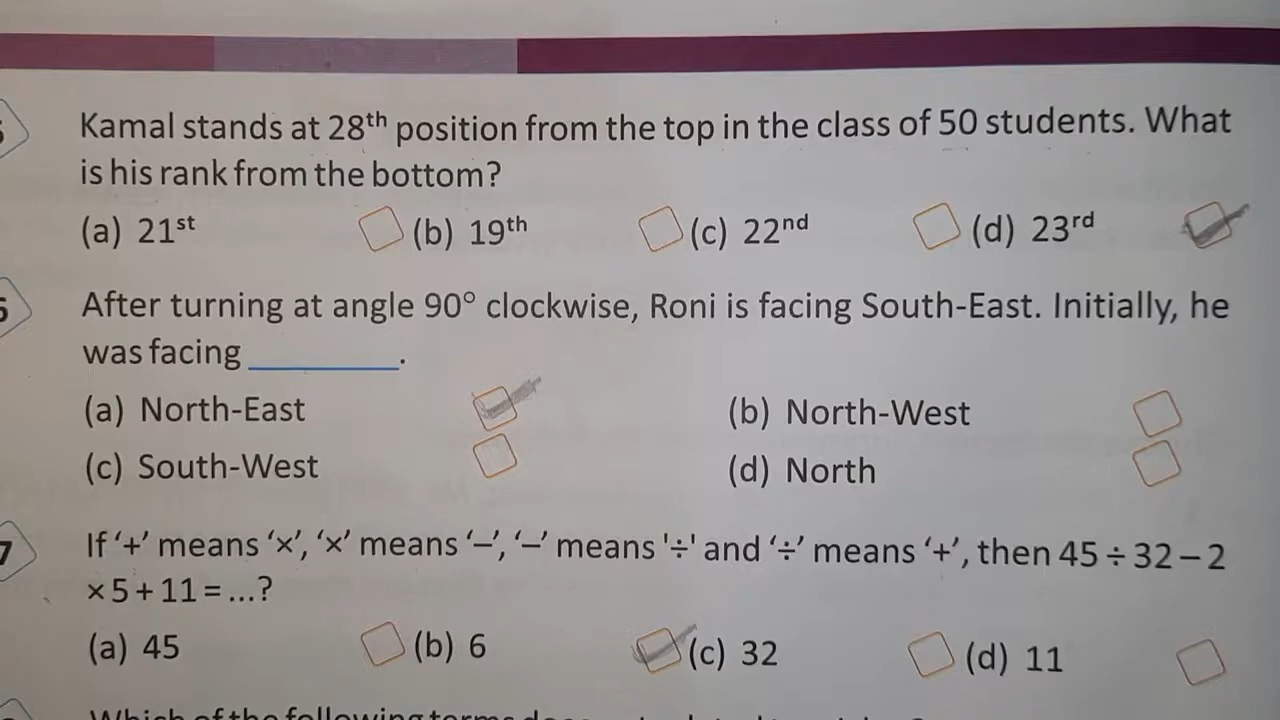 Kamal stands at 28th position from the top in the class of 50 students. What
is his rank from the bottom?
(a) 21st (b) 19th (c) 22nd (d) 23rd
After turning at angle 90° clockwise, Roni is facing South-East. Initially, he
was facing ________.
(a) North-East (b) North-West
(c) South-West (d) North
7 If ‘+’ means ‘×’, ‘×’ means ‘–’, ‘–’ means '÷' and ‘÷’ means ‘+’, then 45 ÷ 32 – 2
× 5 + 11 = ...?
(a) 45 (b) 6 (c) 32 (d) 11